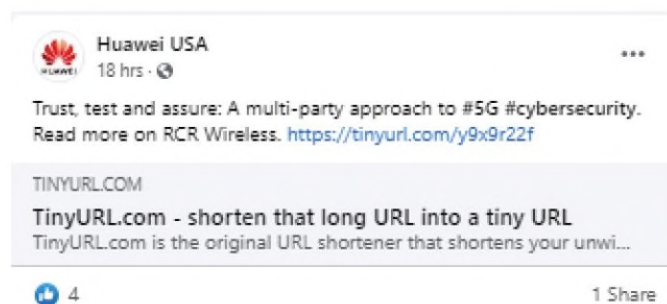 Huawei USA
HUAWEI
18 hrs ·
Trust, test and assure: A multi-party approach to #5G #cybersecurity.
Read more on RCR Wireless. https://tinyurl.com/y9x9r22f
TINYURL.COM
TinyURL.com - shorten that long URL into a tiny URL
TinyURL.com is the original URL shortener that shortens your unwi...
4
1 Share